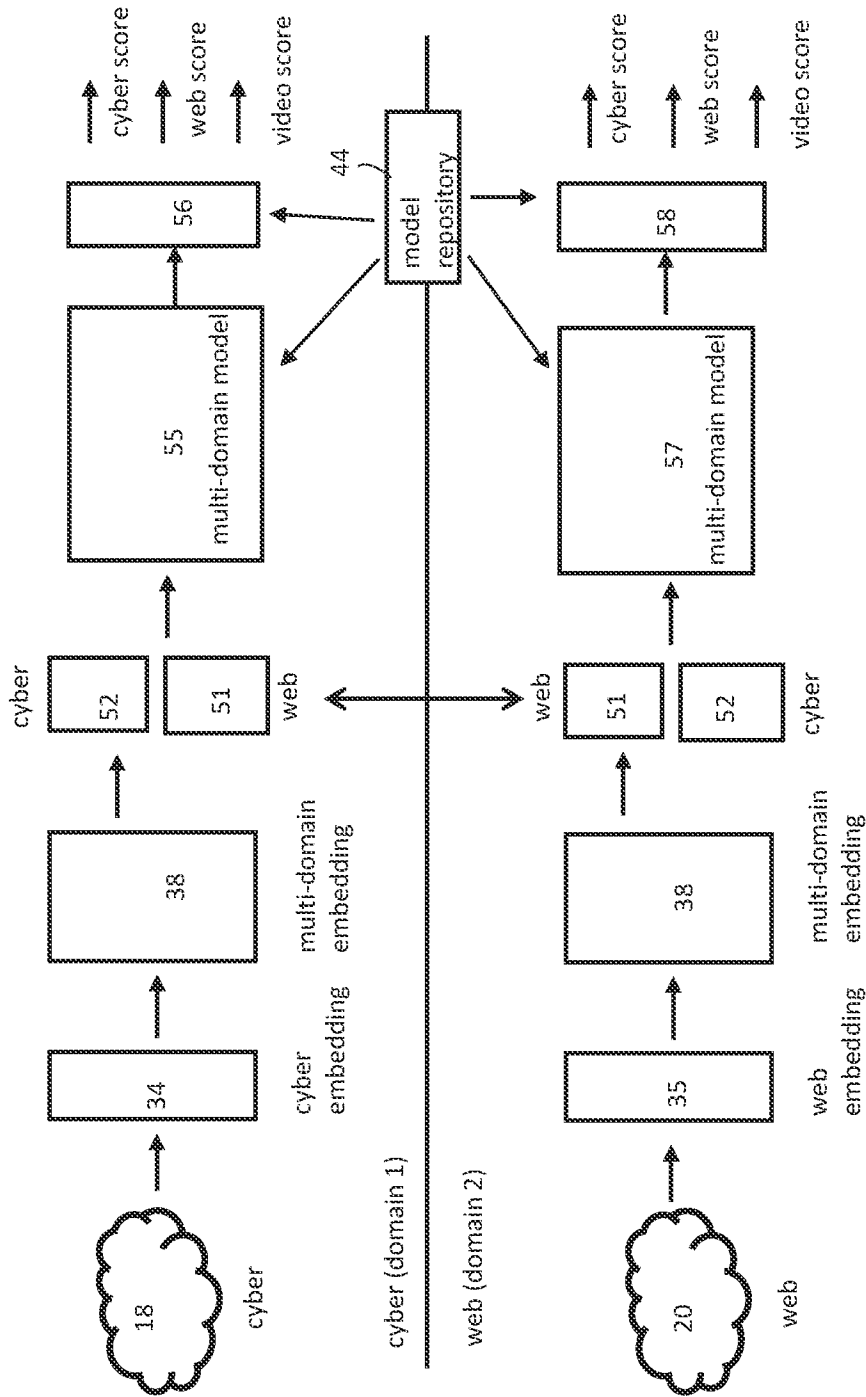 18
cyber
34
cyber
embedding
38
multi-domain
embedding
cyber
52
51
web
55
multi-domain model
56
cyber score
web score
video score
cyber (domain 1)
web (domain 2)
44
model
repository
20
web
35
web
embedding
38
multi-domain
embedding
web
51
52
cyber
57
multi-domain model
58
cyber score
web score
video score